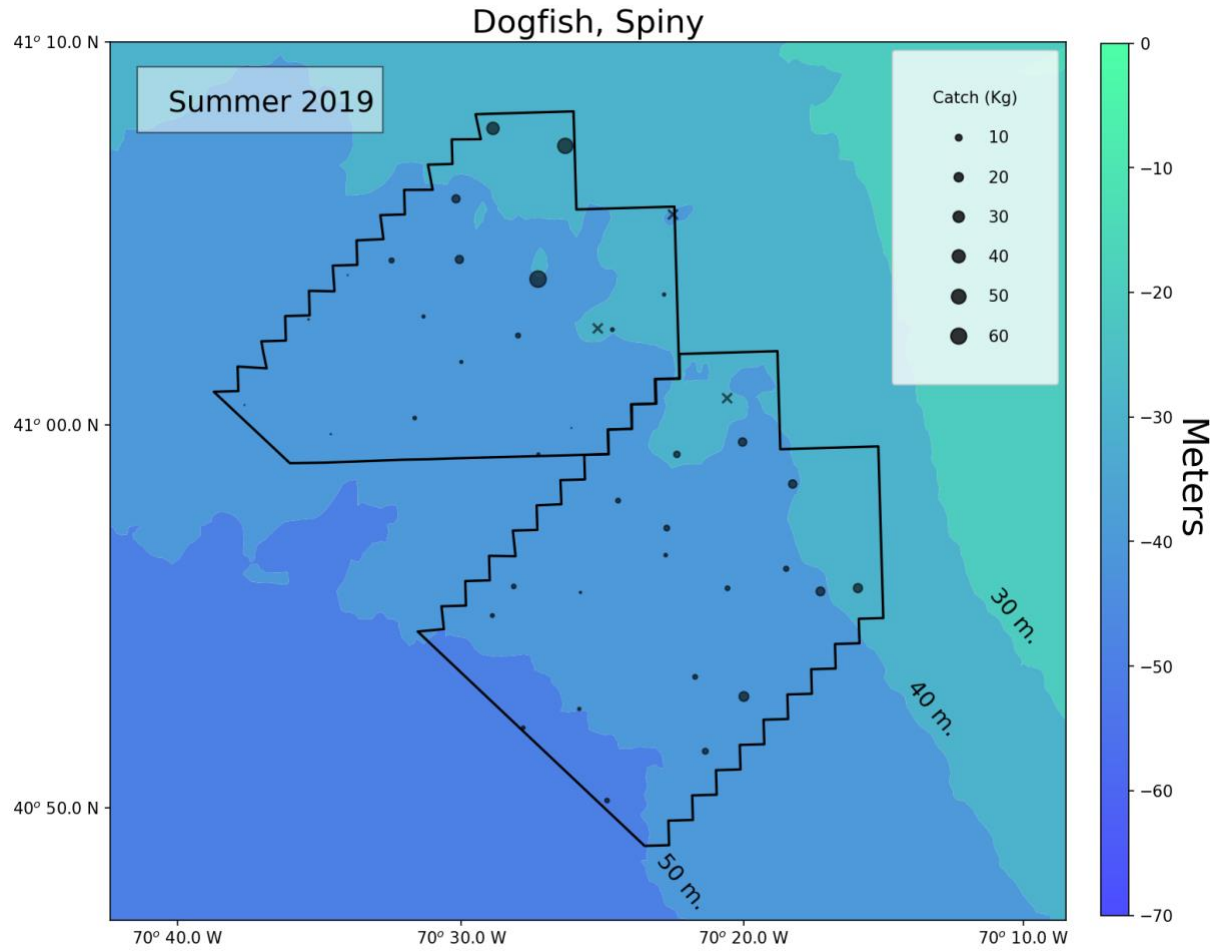 Dogfish, Spiny
41° 10.0 N
41° 00.0 N
40° 50.0 N
Summer 2019
Catch (Kg)
10
20
30
40
50
60
30 m.
40 m.
50 m.
70° 40.0 W
70° 30.0 W
70° 20.0 W
70° 10.0 W
0
−10
−20
−30
−40
−50
−60
−70
Meters